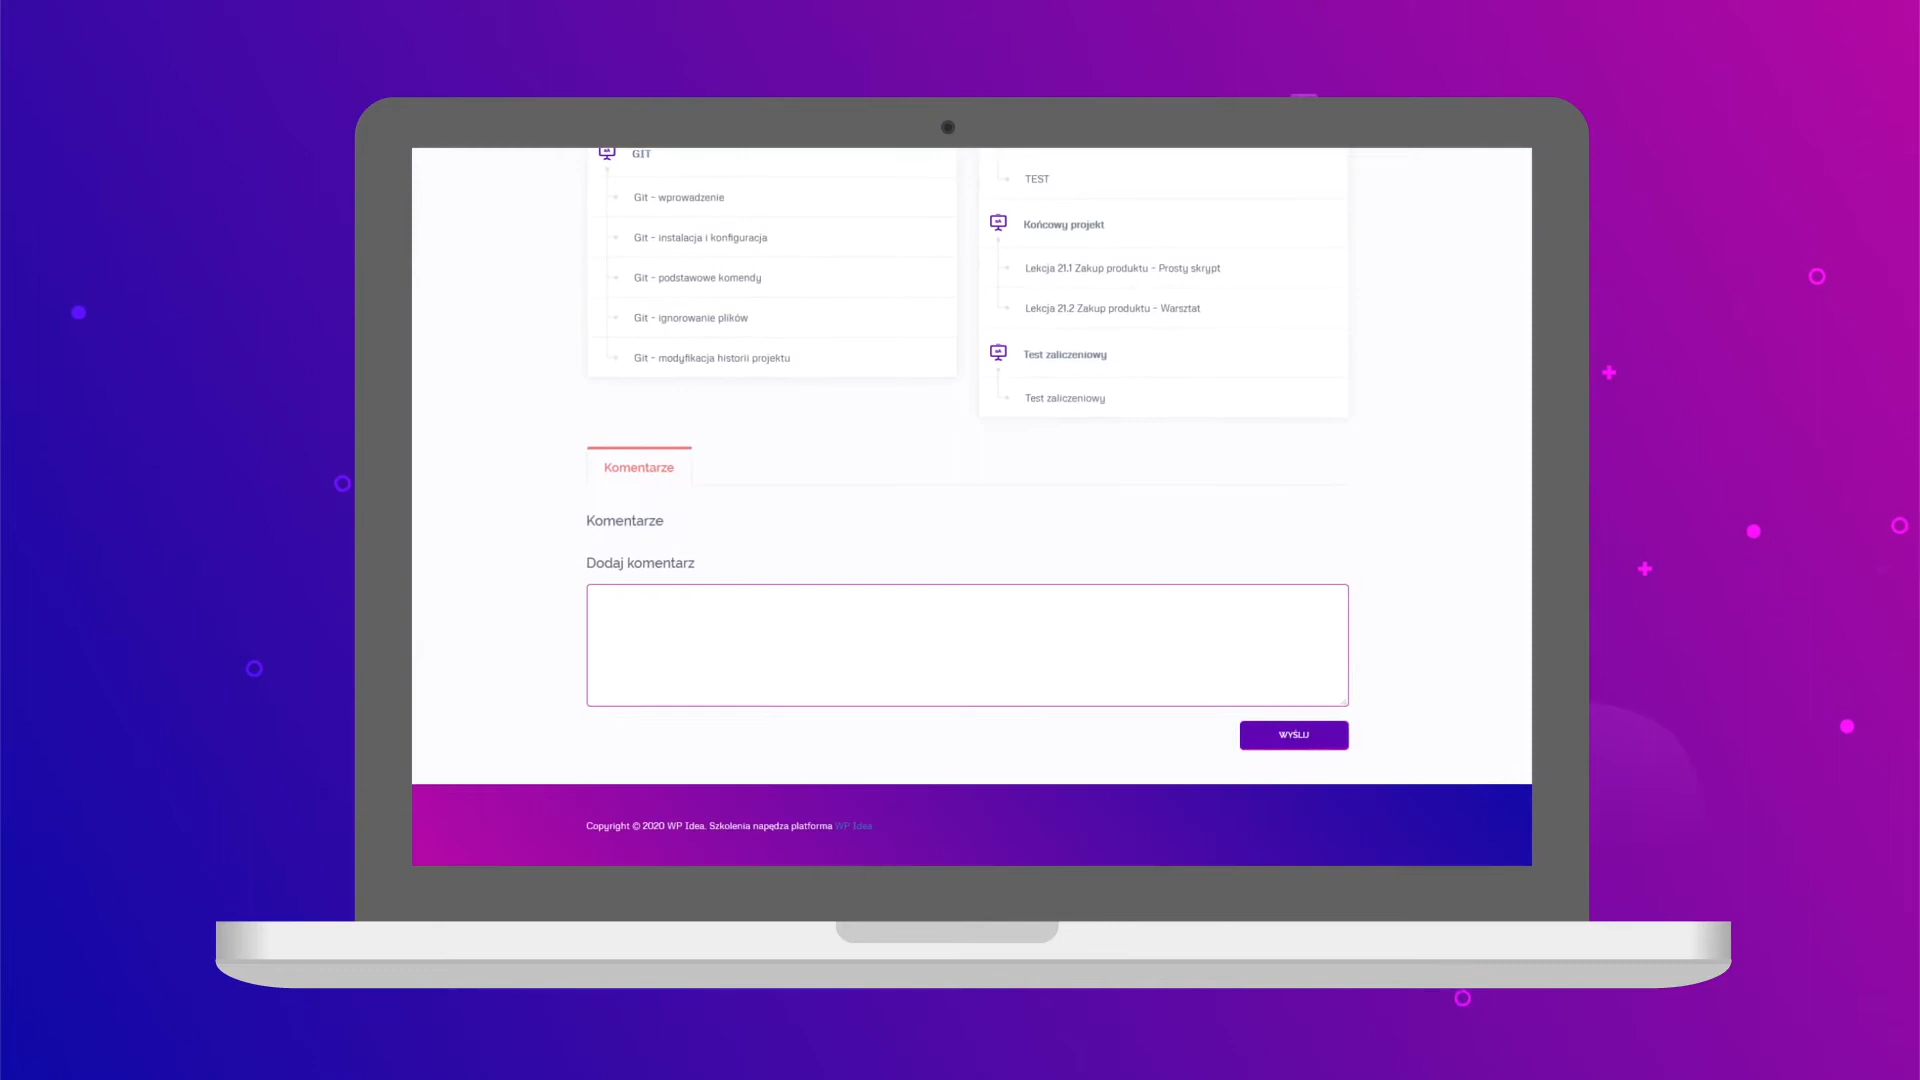 GIT
Git - wprowadzenie
Git - instalacja i konfiguracja
Git - podstawowe komendy
Git - ignorowanie plików
Git - modyfikacja historii projektu
TEST
Końcowy projekt
Lekcja 21.1 Zakup produktu - Prosty skrypt
Lekcja 21.2 Zakup produktu - Warsztat
Test zaliczeniowy
Test zaliczeniowy
Komentarze
Komentarze
Dodaj komentarz
WYŚLIJ
Copyright © 2020 WP Idea. Szkolenia napędza platforma WP Idea